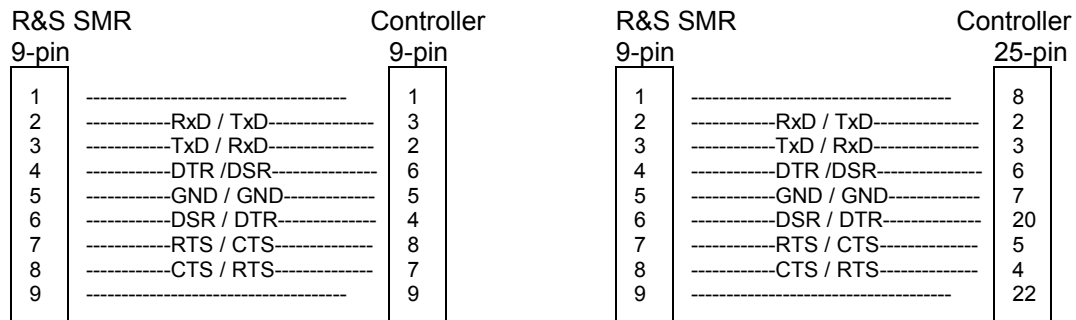 R&S SMR Controller R&S SMR Controller
9-pin 9-pin 9-pin 25-pin
1 ------------------------------------- 1 1 ------------------------------------- 8
2 ------------RxD / TxD--------------- 3 2 ------------RxD / TxD--------------- 2
3 ------------TxD / RxD--------------- 2 3 ------------TxD / RxD--------------- 3
4 ------------DTR /DSR--------------- 6 4 ------------DTR /DSR--------------- 6
5 ------------GND / GND------------- 5 5 ------------GND / GND------------- 7
6 ------------DSR / DTR-------------- 4 6 ------------DSR / DTR-------------- 20
7 ------------RTS / CTS-------------- 8 7 ------------RTS / CTS-------------- 5
8 ------------CTS / RTS-------------- 7 8 ------------CTS / RTS-------------- 4
9 ------------------------------------- 9 9 ------------------------------------- 22